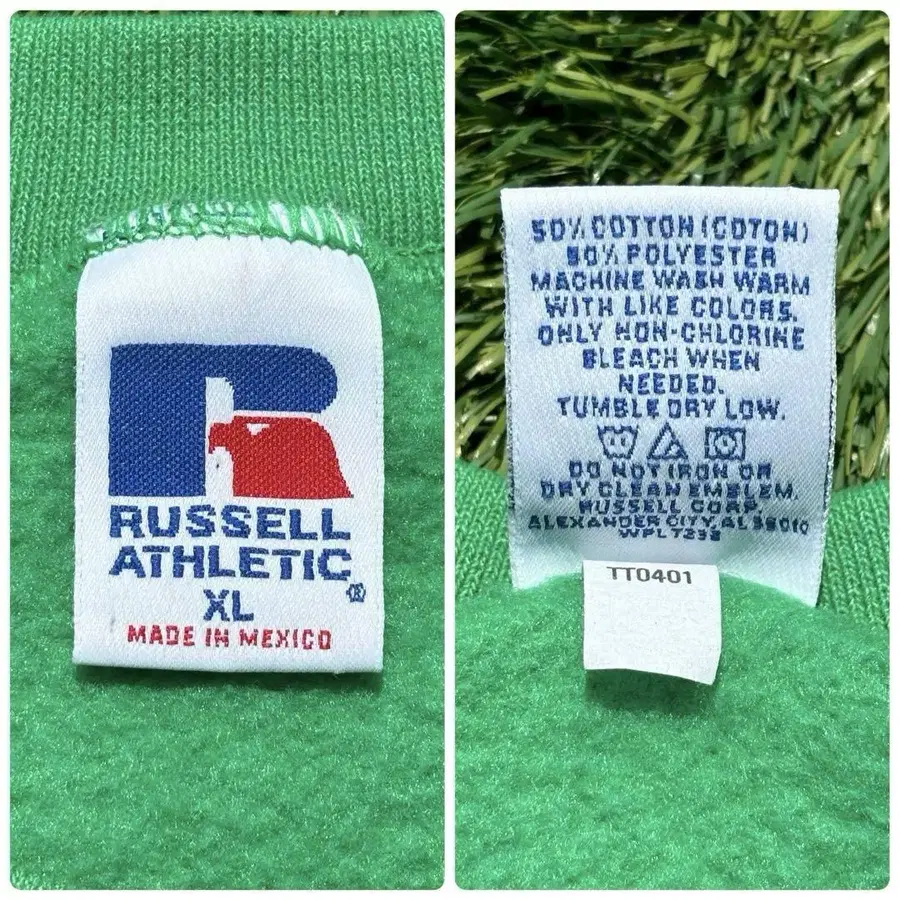 RUSSELL
ATHLETIC®
XL
MADE IN MEXICO
50% COTTON (COTON)
50% POLYESTER
MACHINE WASH WARM
WITH LIKE COLORS.
ONLY NON-CHLORINE
BLEACH WHEN
NEEDED.
TUMBLE DRY LOW.
DO NOT IRON OR
DRY CLEAN EMBLEM.
RUSSELL CORP.
ALEXANDER CITY, AL 35010
WPL 7233
TT0401